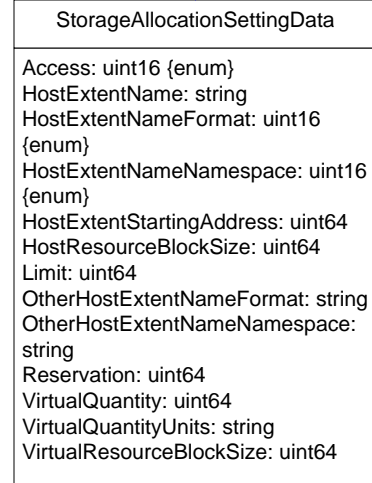 StorageAllocationSettingData
Access: uint16 {enum}
HostExtentName: string
HostExtentNameFormat: uint16
{enum}
HostExtentNameNamespace: uint16
{enum}
HostExtentStartingAddress: uint64
HostResourceBlockSize: uint64
Limit: uint64
OtherHostExtentNameFormat: string
OtherHostExtentNameNamespace:
string
Reservation: uint64
VirtualQuantity: uint64
VirtualQuantityUnits: string
VirtualResourceBlockSize: uint64